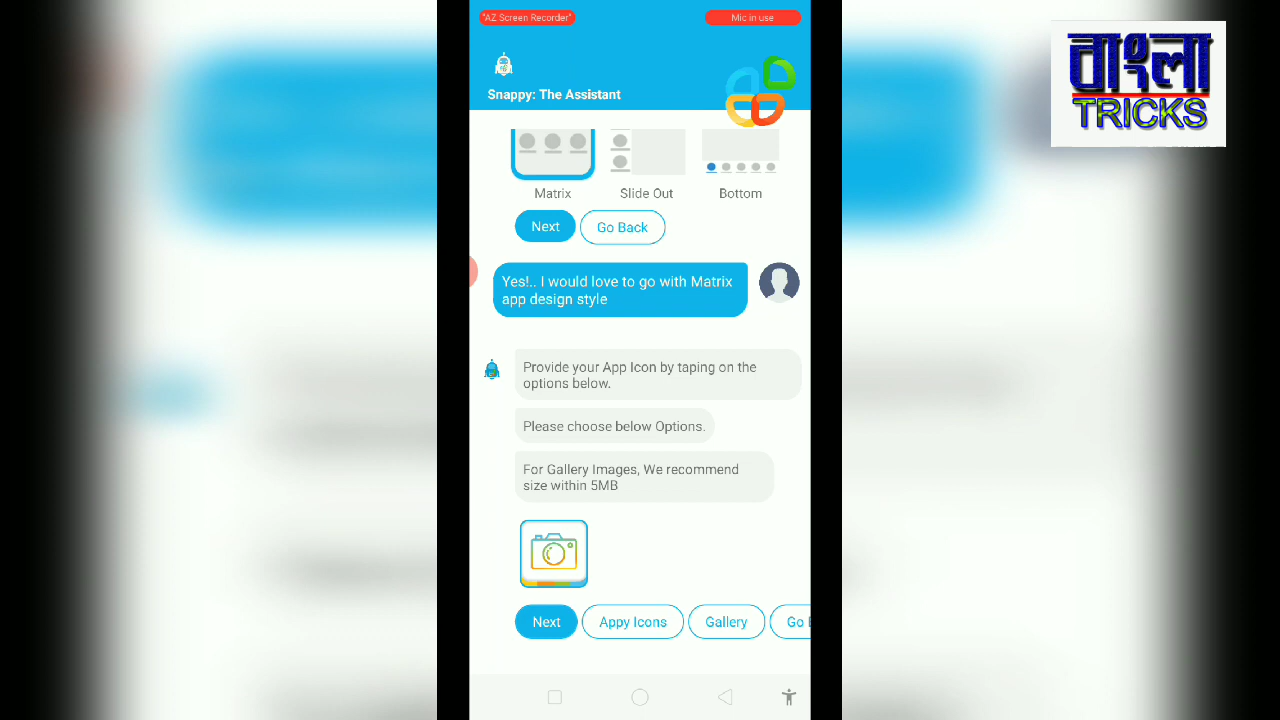 "AZ Screen Recorder"
Mic in use
বাংলা
TRICKS
Snappy: The Assistant
Matrix
Slide Out
Bottom
Next
Go Back
Yes!.. I would love to go with Matrix
app design style
Provide your App Icon by taping on the
options below.
Please choose below Options.
For Gallery Images, We recommend
size within 5MB
Next
Appy Icons
Gallery
Go